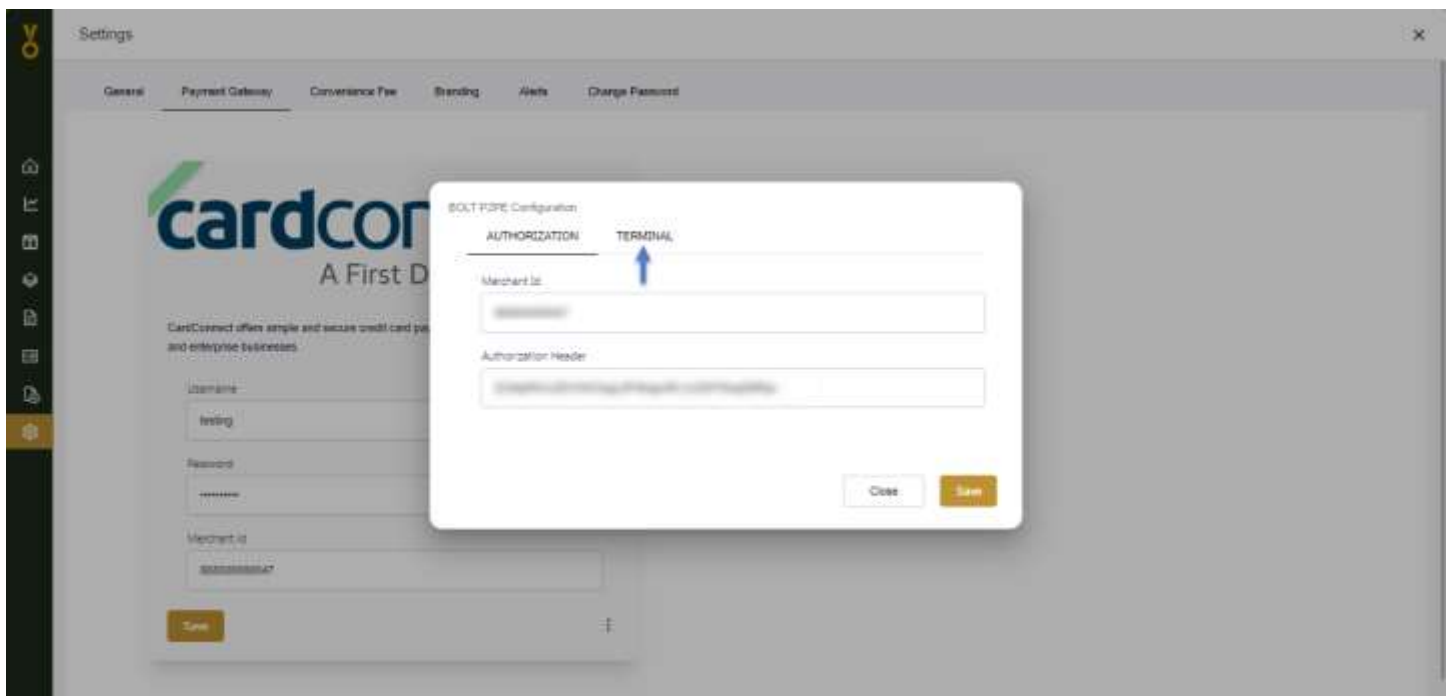 Settings
×
General Payment Gateway Convenience Fee Branding Alerts Change Password
cardcor
A First D
CardConnect offers simple and secure credit card pay
and enterprise businesses.
Username
testing
Password
Merchant Id
Save
BOLT P2PE Configuration
AUTHORIZATION TERMINAL
Merchant Id
Authorization Header
Close Save